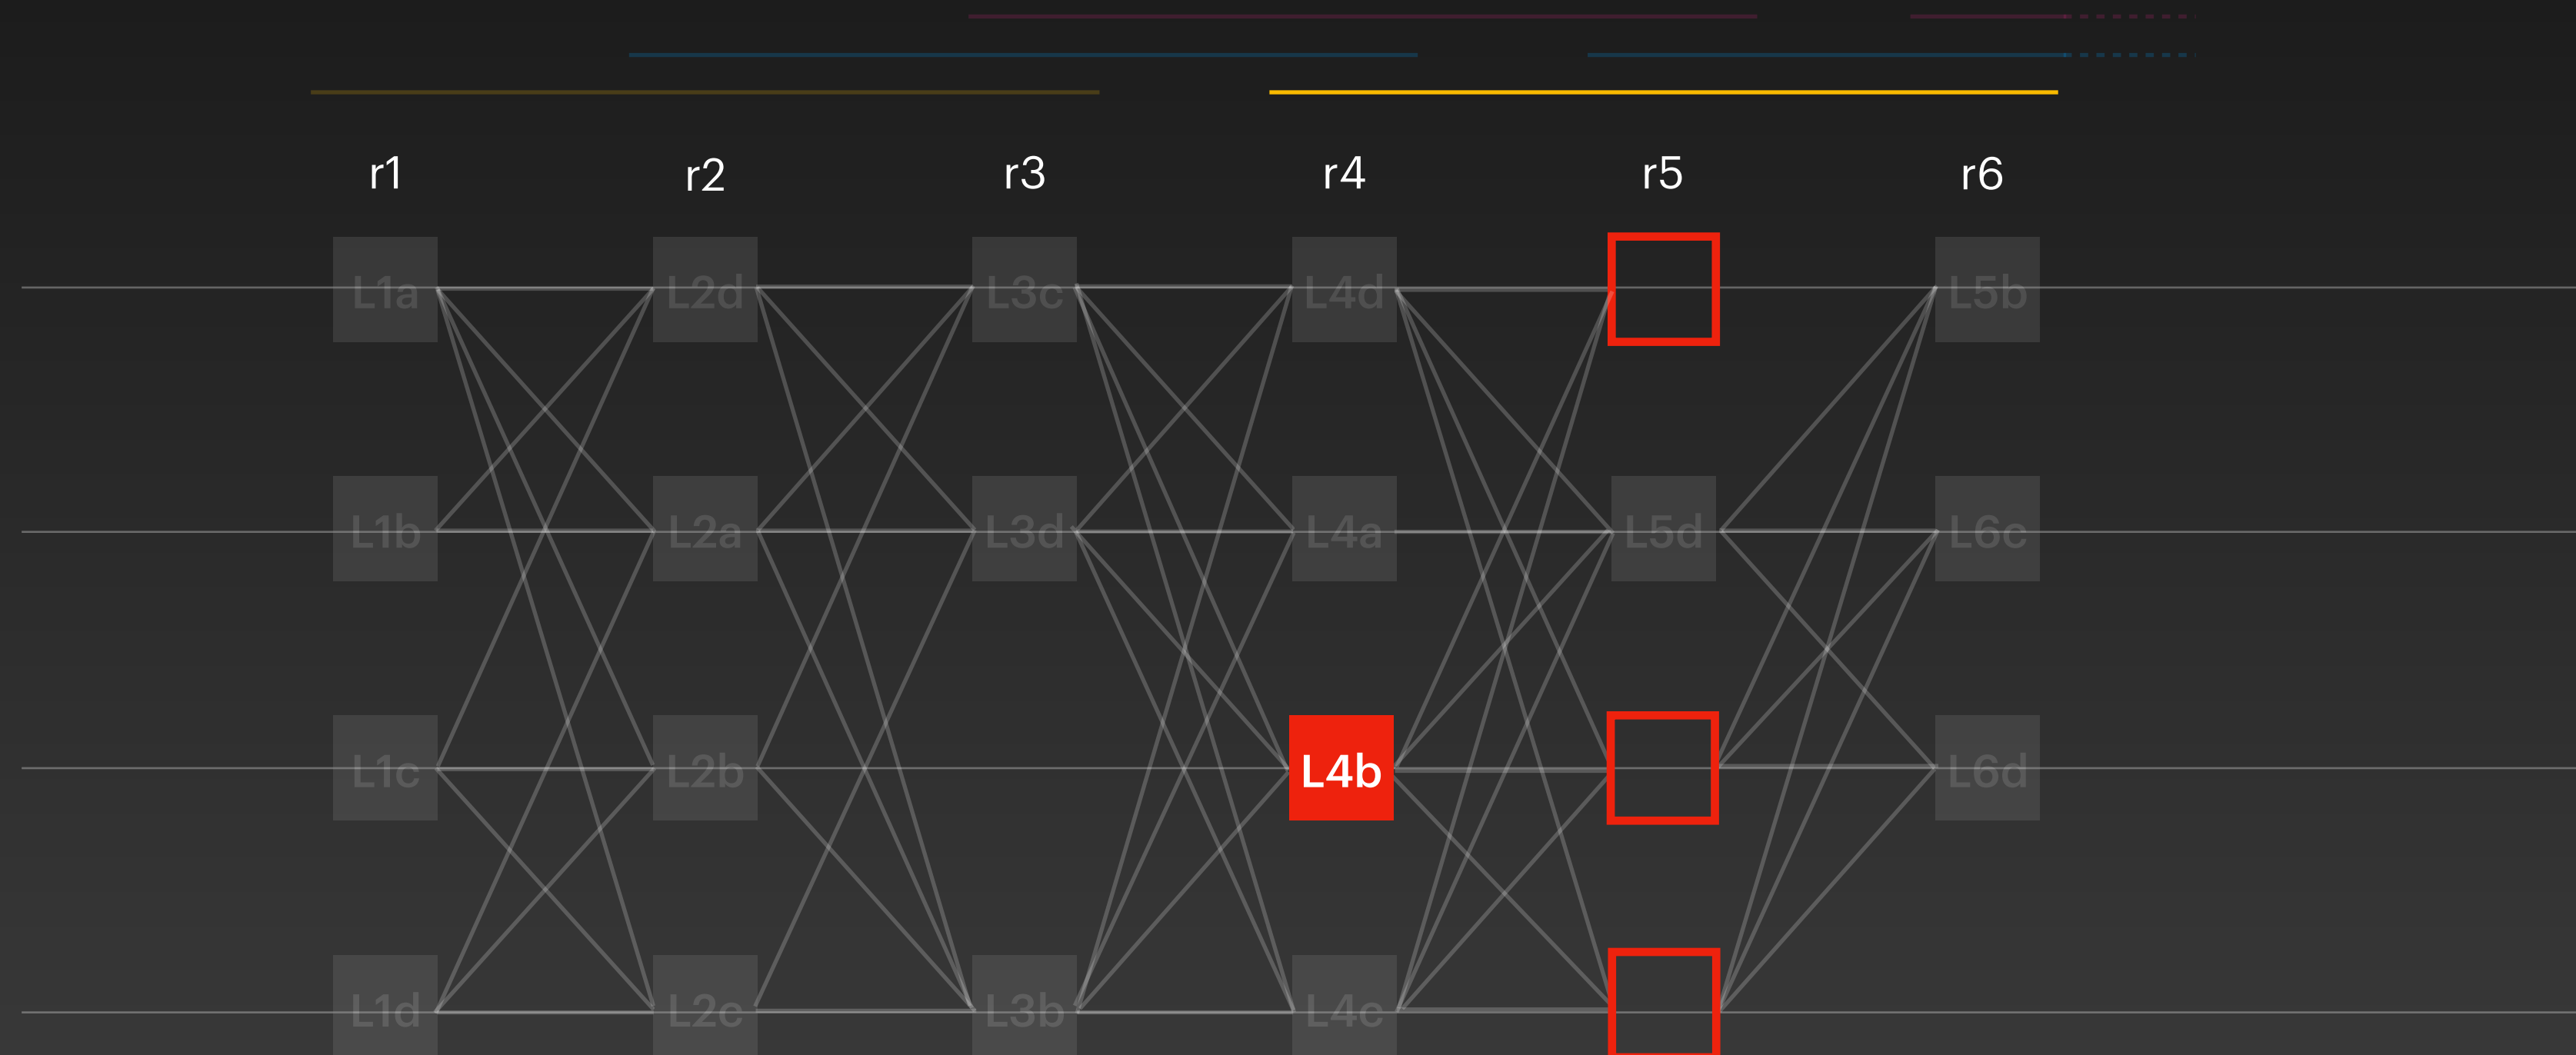 r1 r2 r3 r4 r5 r6
L1a L2d L3c L4d L5b
L1b L2a L3d L4a L5d L6c
L1c L2b L4b L6d
L1d L2c L3b L4c